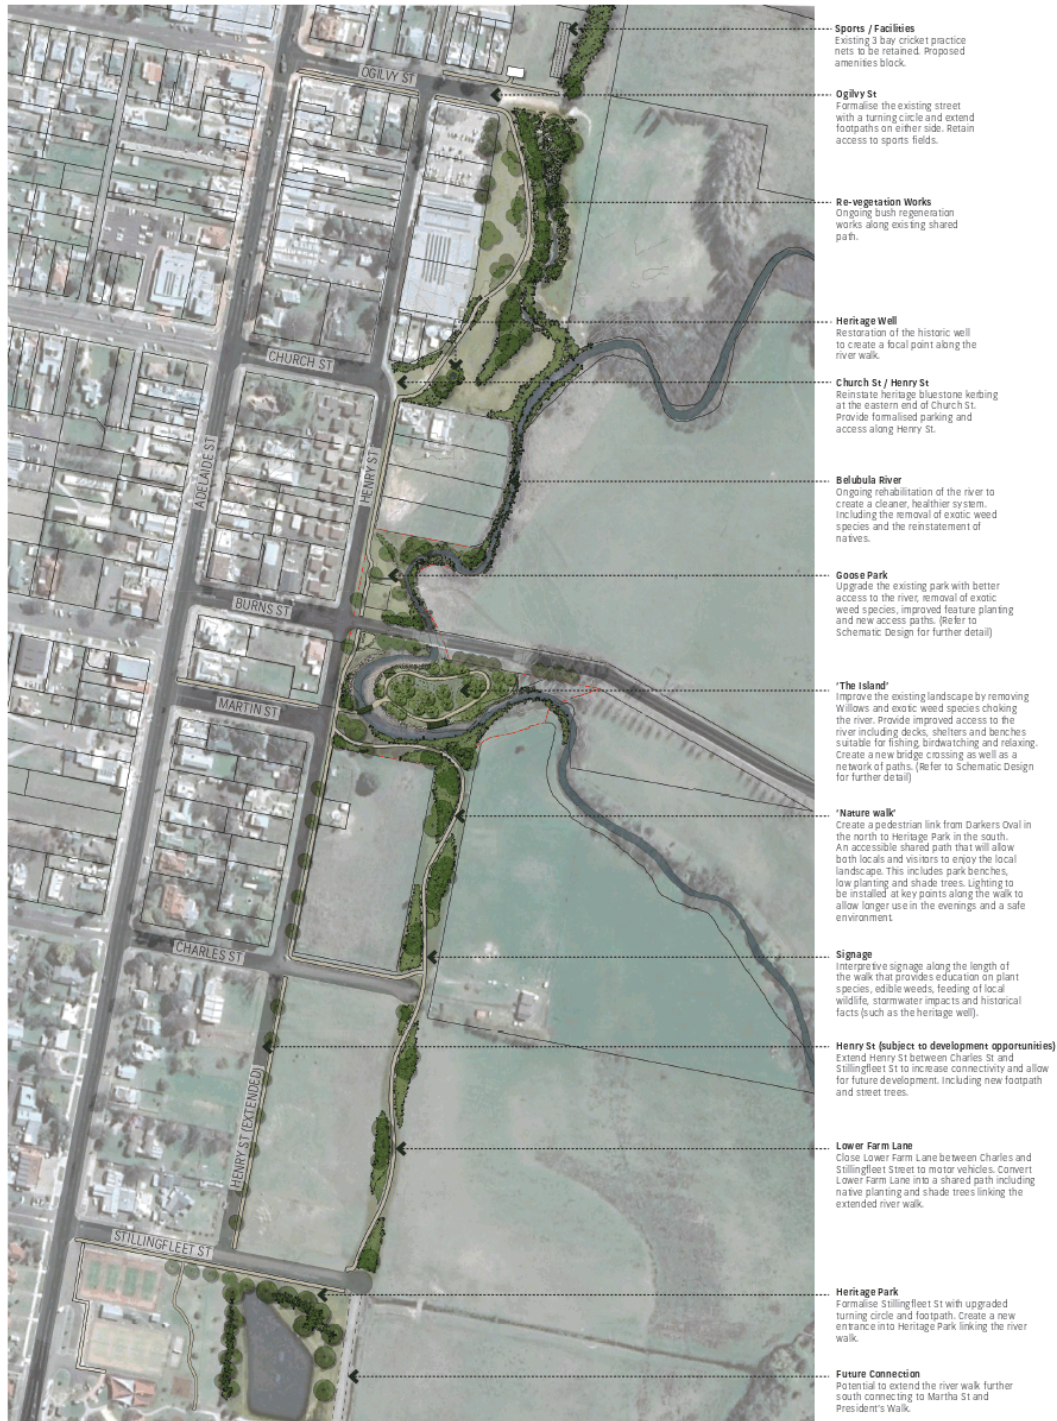 Sports / Facilities
Existing 3 bay cricket practice
nets to be retained. Proposed
amenities block.
Ogilvy St
Formalise the existing street
with a turning circle and extend
footpaths on either side. Retain
access to sports fields.
Re-vegetation Works
Ongoing bush regeneration
works along existing shared
path.
Heritage Well
Restoration of the historic well
to create a focal point along the
river walk.
Church St / Henry St
Reinstate heritage bluestone kerbing
at the eastern end of Church St.
Provide formalised parking and
access along Henry St.
Belubula River
Ongoing rehabilitation of the river to
create a cleaner, healthier system.
Including the removal of exotic weed
species and the reinstatement of
natives.
Goose Park
Upgrade the existing park with better
access to the river, removal of exotic
weed species, improved feature planting
and new access paths. (Refer to
Schematic Design for further detail)
'The Island'
Improve the existing landscape by removing
Willows and exotic weed species choking
the river. Provide improved access to the
river including decks, shelters and benches
suitable for fishing, birdwatching and relaxing.
Create a new bridge crossing as well as a
network of paths. (Refer to Schematic Design
for further detail)
'Nature walk'
Create a pedestrian link from Darkers Oval in
the north to Heritage Park in the south.
An accessible shared path that will allow
both locals and visitors to enjoy the local
landscape. This includes park benches,
low planting and shade trees. Lighting to
be installed at key points along the walk to
allow longer use in the evenings and a safe
environment.
Signage
Interpretive signage along the length of
the walk that provides education on plant
species, edible weeds, feeding of local
wildlife, stormwater impacts and historical
facts (such as the heritage well).
Henry St (subject to development opportunities)
Extend Henry St between Charles St and
Stillingfleet St to increase connectivity and allow
for future development. Including new footpath
and street trees.
Lower Farm Lane
Close Lower Farm Lane between Charles and
Stillingfleet Street to motor vehicles. Convert
Lower Farm Lane into a shared path including
native planting and shade trees linking the
extended river walk.
Heritage Park
Formalise Stillingfleet St with upgraded
turning circle and footpath. Create a new
entrance into Heritage Park linking the river
walk.
Future Connection
Potential to extend the river walk further
south connecting to Martha St and
President's Walk.
OGILVY ST
CHURCH ST
ADELAIDE ST
HENRY ST
BURNS ST
MARTIN ST
CHARLES ST
HENRY ST (EXTENDED)
STILLINGFLEET ST